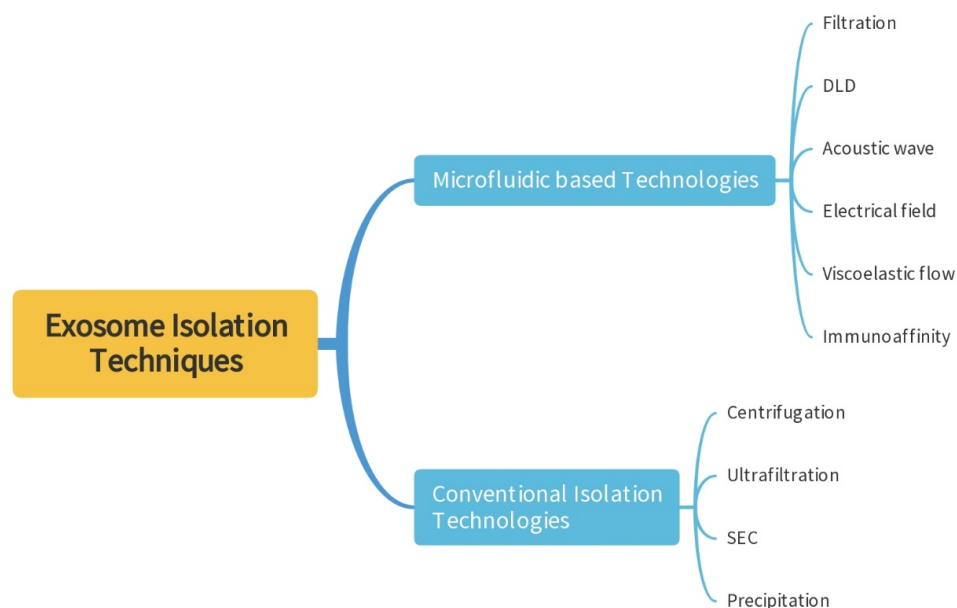 Exosome Isolation
Techniques
Microfluidic based Technologies
Filtration
DLD
Acoustic wave
Electrical field
Viscoelastic flow
Immunoaffinity
Conventional Isolation
Technologies
Centrifugation
Ultrafiltration
SEC
Precipitation